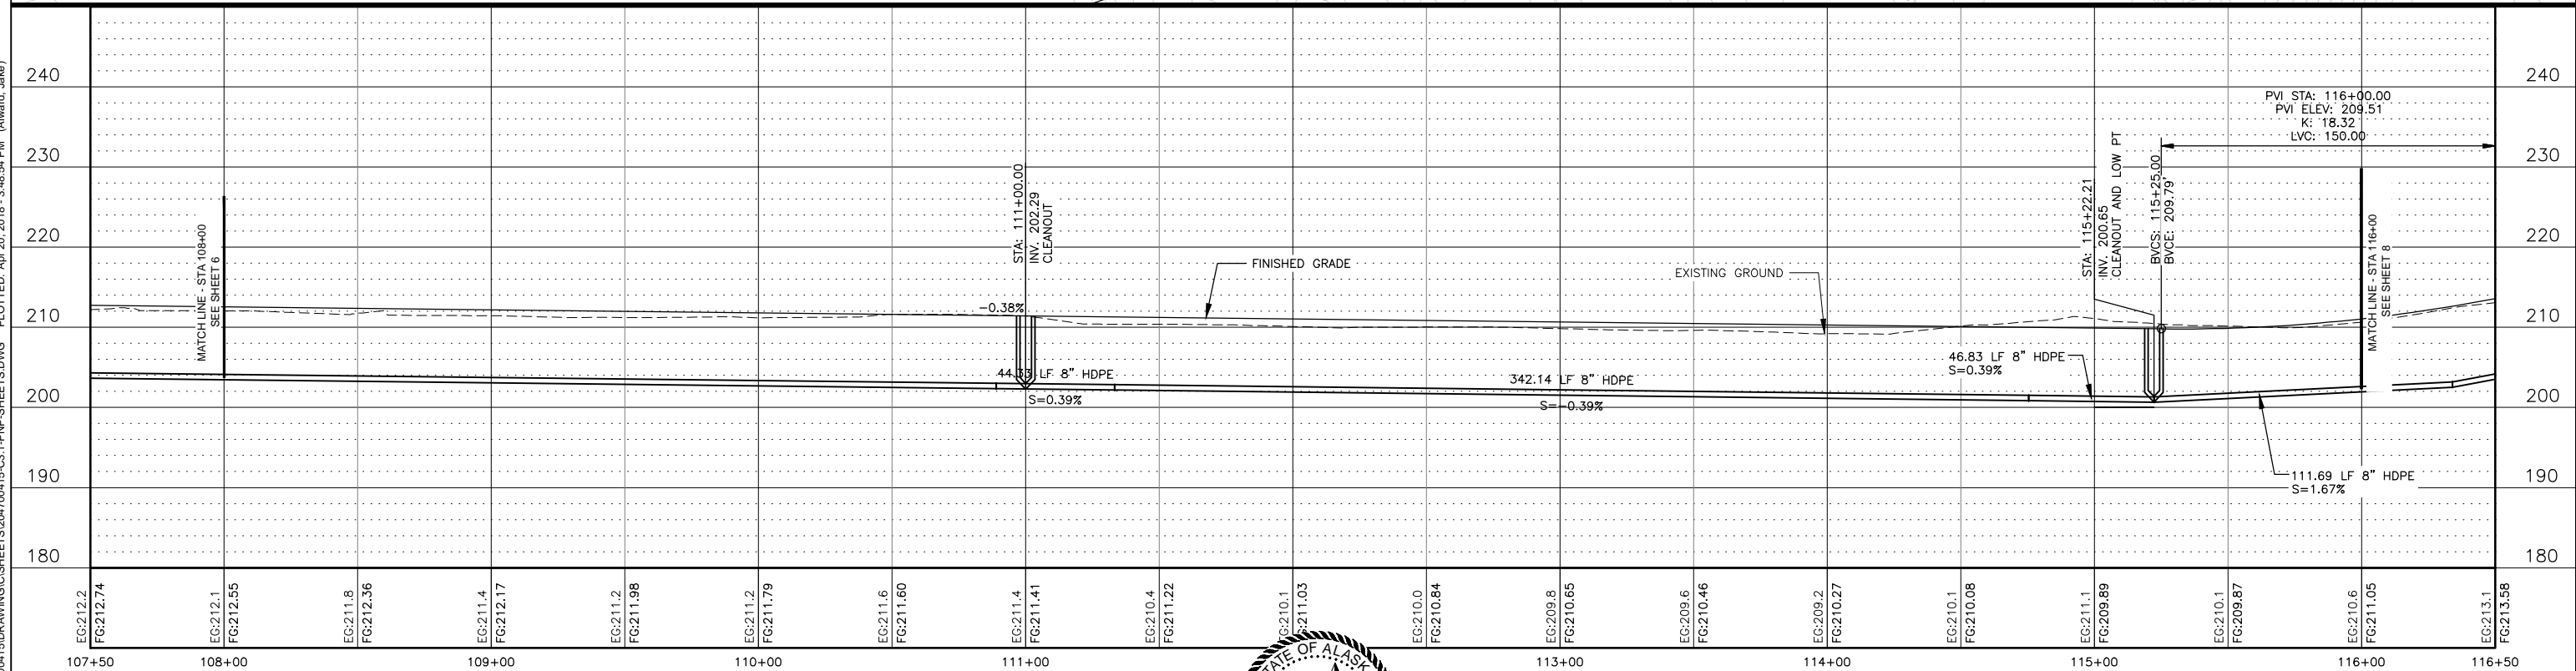 240
230
220
210
200
190
180
240
230
220
210
200
190
180
MATCH LINE - STA 108+00
SEE SHEET 6
STA: 111+00.00
INV. 202.29
CLEANOUT
-0.38%
FINISHED GRADE
EXISTING GROUND
STA: 115+22.21
INV. 200.65
CLEANOUT AND LOW PT
BVCS: 115+25.00
BVCE: 209.79'
PVI STA: 116+00.00
PVI ELEV: 209.51
K: 18.32
LVC: 150.00
MATCH LINE - STA 116+00
SEE SHEET 8
44.33 LF 8" HDPE
S=0.39%
342.14 LF 8" HDPE
S=-0.39%
46.83 LF 8" HDPE
S=0.39%
111.69 LF 8" HDPE
S=1.67%
EG:212.2
FG:212.74
EG:212.1
FG:212.55
EG:211.8
FG:212.36
EG:211.4
FG:212.17
EG:211.2
FG:211.98
EG:211.2
FG:211.79
EG:211.6
FG:211.60
EG:211.4
FG:211.41
EG:210.4
FG:211.22
EG:210.1
FG:211.03
EG:210.0
FG:210.84
EG:209.8
FG:210.65
EG:209.6
FG:210.46
EG:209.2
FG:210.27
EG:210.1
FG:210.08
EG:211.1
FG:209.89
EG:210.1
FG:209.87
EG:210.6
FG:211.05
EG:213.1
FG:213.58
107+50
108+00
109+00
110+00
111+00
113+00
114+00
115+00
116+00
116+50
OF ALASK